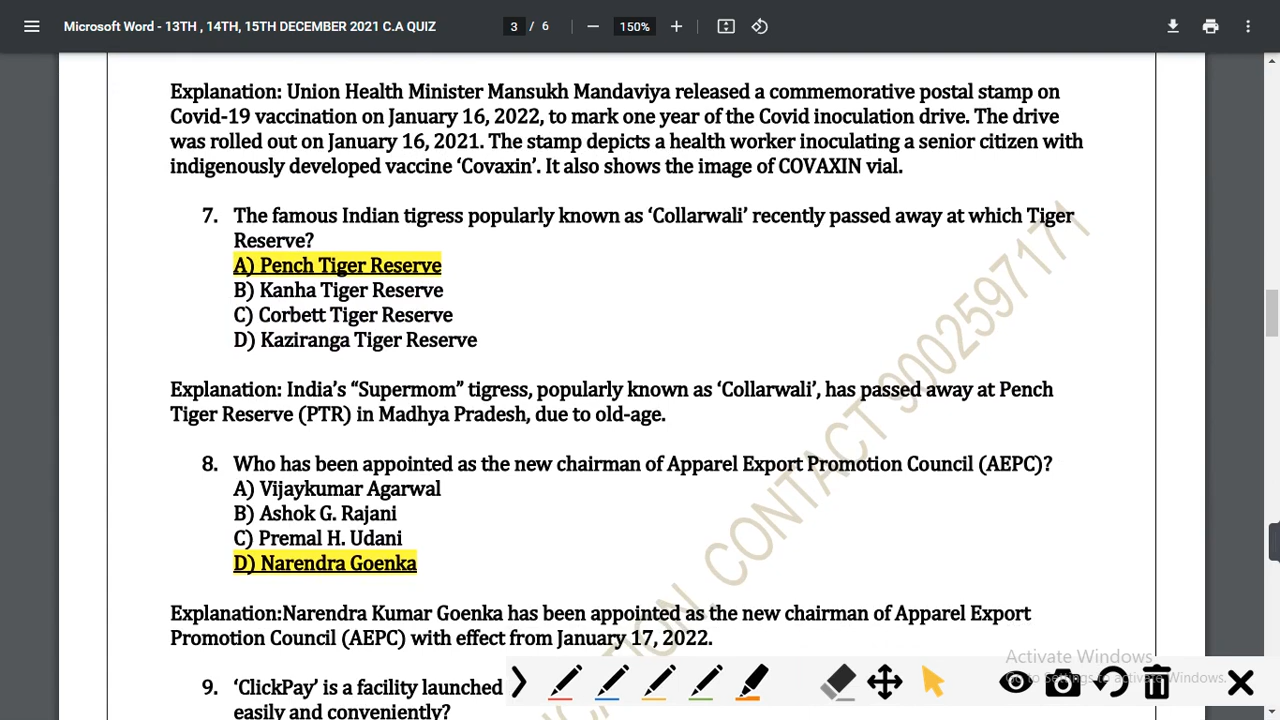 Microsoft Word - 13TH , 14TH, 15TH DECEMBER 2021 C.A QUIZ
3 / 6
150%
Explanation: Union Health Minister Mansukh Mandaviya released a commemorative postal stamp on
Covid-19 vaccination on January 16, 2022, to mark one year of the Covid inoculation drive. The drive
was rolled out on January 16, 2021. The stamp depicts a health worker inoculating a senior citizen with
indigenously developed vaccine ‘Covaxin’. It also shows the image of COVAXIN vial.
7. The famous Indian tigress popularly known as ‘Collarwali’ recently passed away at which Tiger
Reserve?
A) Pench Tiger Reserve
B) Kanha Tiger Reserve
C) Corbett Tiger Reserve
D) Kaziranga Tiger Reserve
Explanation: India’s “Supermom” tigress, popularly known as ‘Collarwali’, has passed away at Pench
Tiger Reserve (PTR) in Madhya Pradesh, due to old-age.
8. Who has been appointed as the new chairman of Apparel Export Promotion Council (AEPC)?
A) Vijaykumar Agarwal
B) Ashok G. Rajani
C) Premal H. Udani
D) Narendra Goenka
Explanation:Narendra Kumar Goenka has been appointed as the new chairman of Apparel Export
Promotion Council (AEPC) with effect from January 17, 2022.
9. ‘ClickPay’ is a facility launched
easily and conveniently?
CONTACT 9002597171
Activate Windows
Go to Settings to activate Windows.